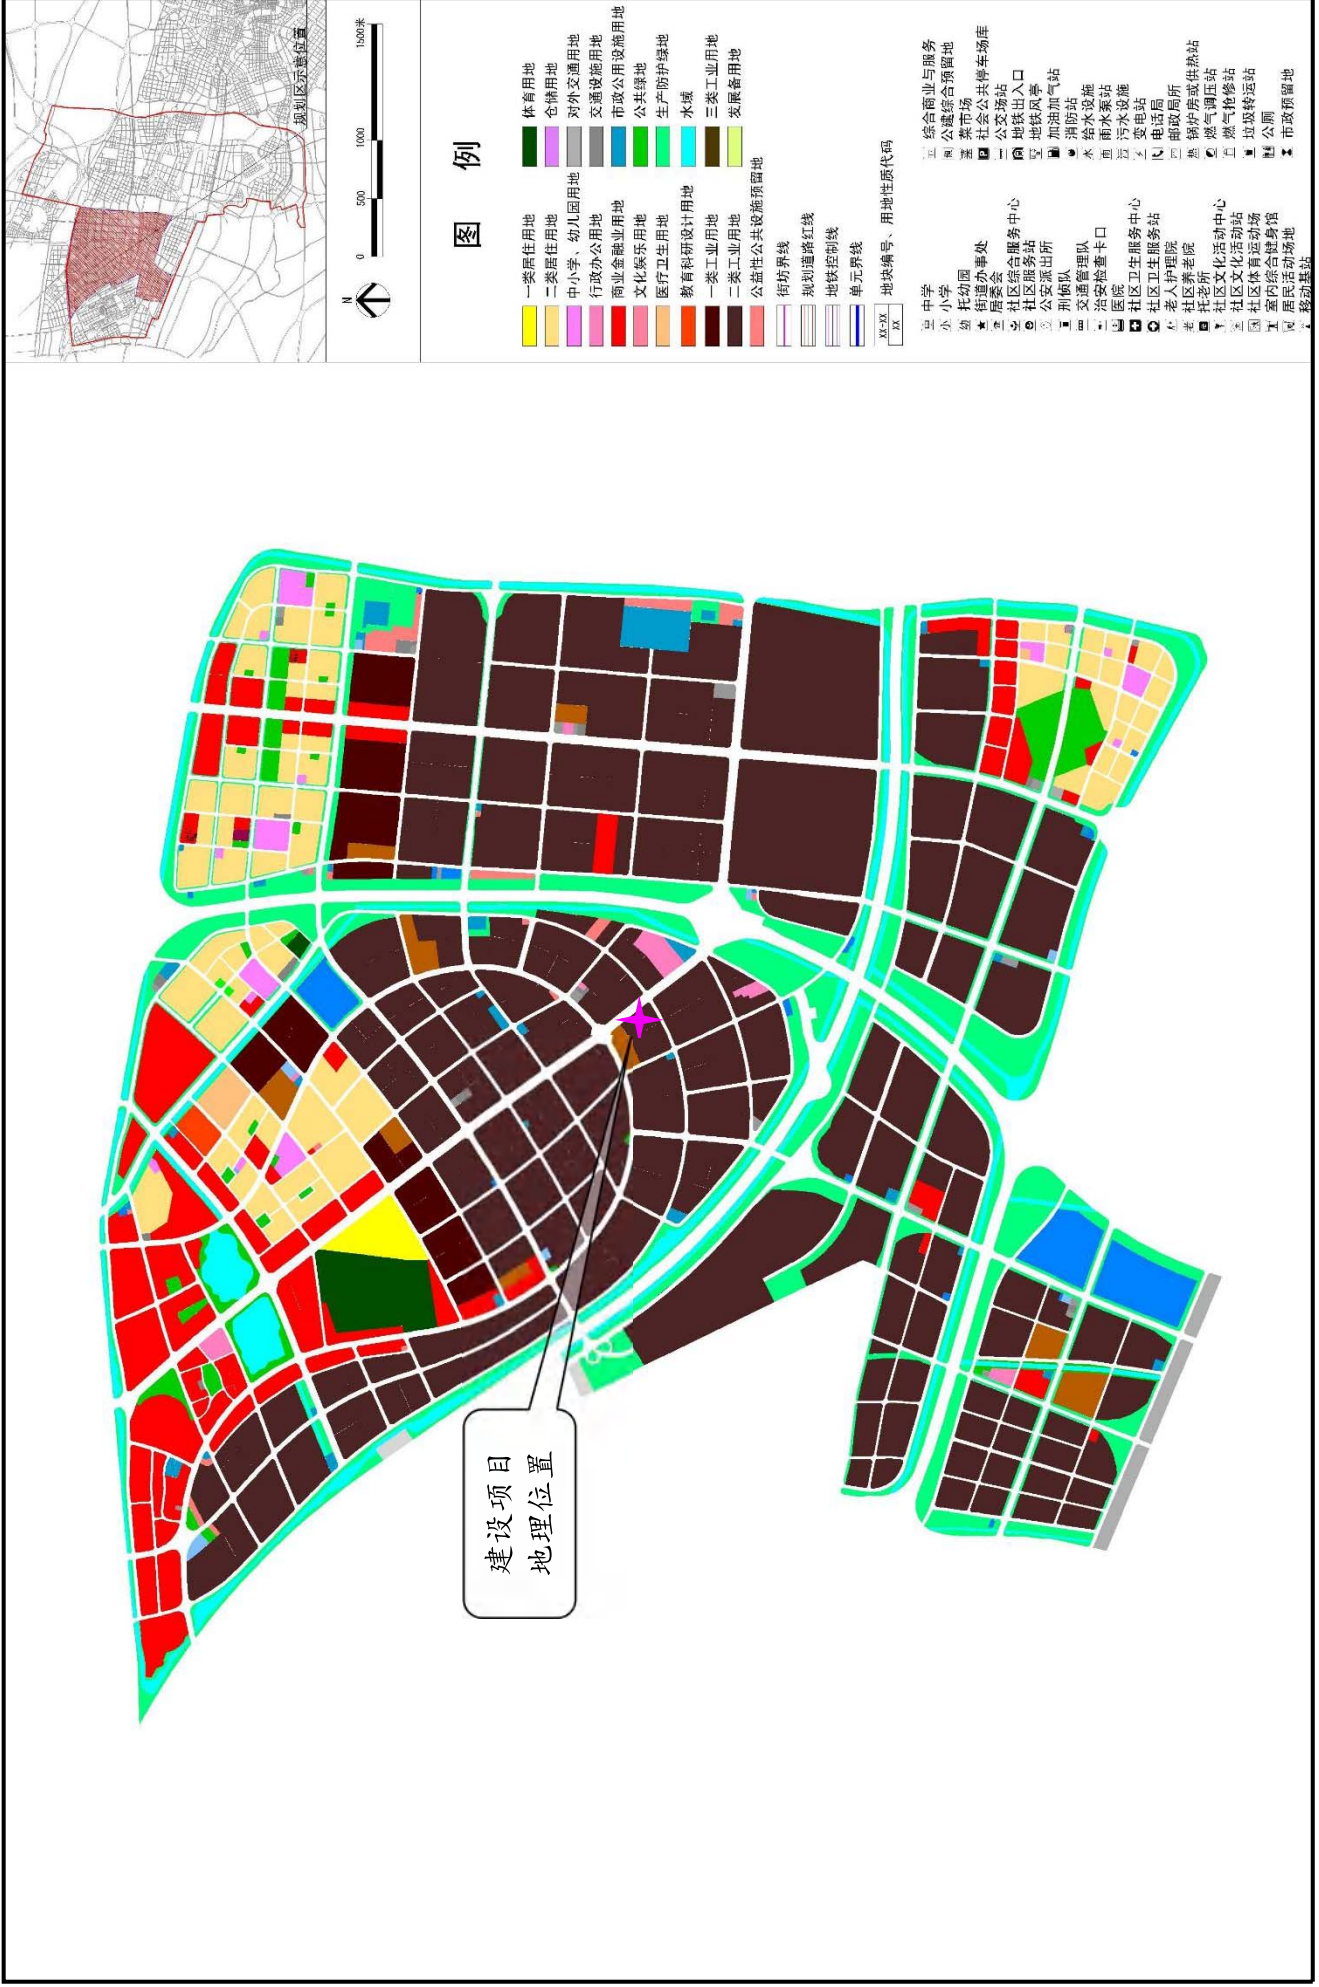 规划区示意位置
N
0 500 1000 1500米
图 例
一类居住用地
二类居住用地
中小学、幼儿园用地
行政办公用地
商业金融业用地
文化娱乐用地
医疗卫生用地
教育科研设计用地
一类工业用地
二类工业用地
公益性公共设施预留地
体育用地
仓储用地
对外交通用地
交通设施用地
市政公用设施用地
公共绿地
生产防护绿地
水域
三类工业用地
发展备用地
街坊界线
规划道路红线
地铁控制线
单元界线
XX-XX
XX
地块编号、用地性质代码
中学
小学
托幼园
街道办事处
居委会
社区综合服务中心
社区服务站
公安派出所
刑侦队
交通管理队
治安检查卡口
医院
社区卫生服务中心
社区卫生服务站
老人护理院
社区养老院
托老所
社区文化活动中心
社区文化活动站
社区体育运动场
室内综合健身馆
居民活动场地
移动基站
综合商业与服务
公建综合预留地
菜市场
社会公共停车场库
公交场站
地铁出入口
地铁风亭
加油加气站
消防站
给水设施
雨水泵站
污水设施
变电站
电话局
邮政局所
锅炉房或供热站
燃气调压站
燃气抢修站
垃圾转运站
公厕
市政预留地
建设项目
地理位置